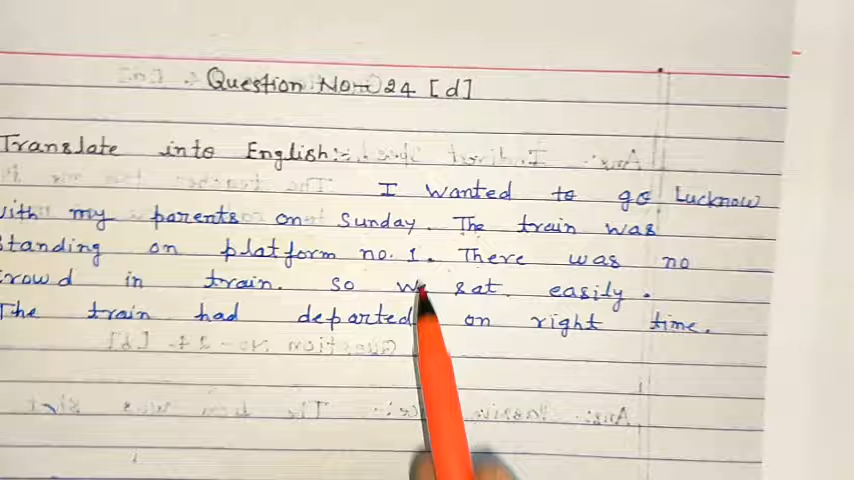 Question No- 24 [d]
Translate into English:-
I wanted to go Lucknow
with my parents on Sunday. The train was
standing on platform no. 1. There was no
crowd in train. so we sat easily.
The train had departed on right time.